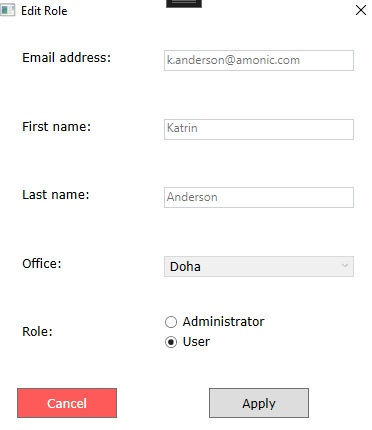 Edit Role
Email address: k.anderson@amonic.com
First name: Katrin
Last name: Anderson
Office: Doha
Role: Administrator
User
Cancel Apply